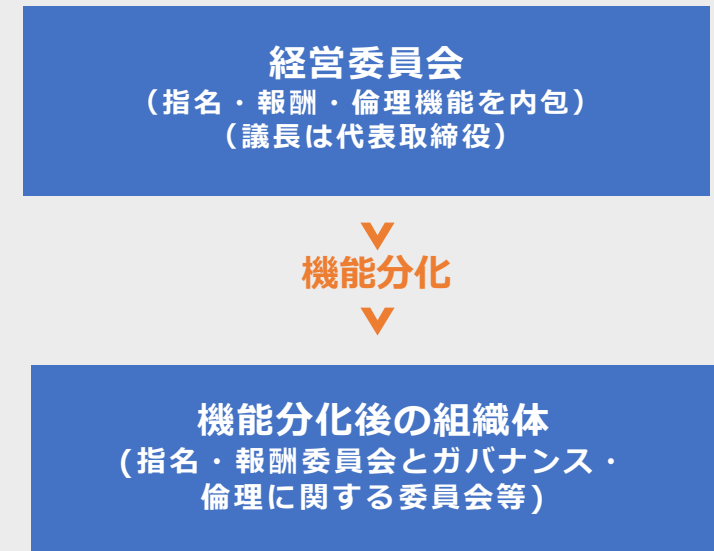 経営委員会
（指名・報酬・倫理機能を内包）
（議長は代表取締役）
機能分化
機能分化後の組織体
(指名・報酬委員会とガバナンス・
倫理に関する委員会等)